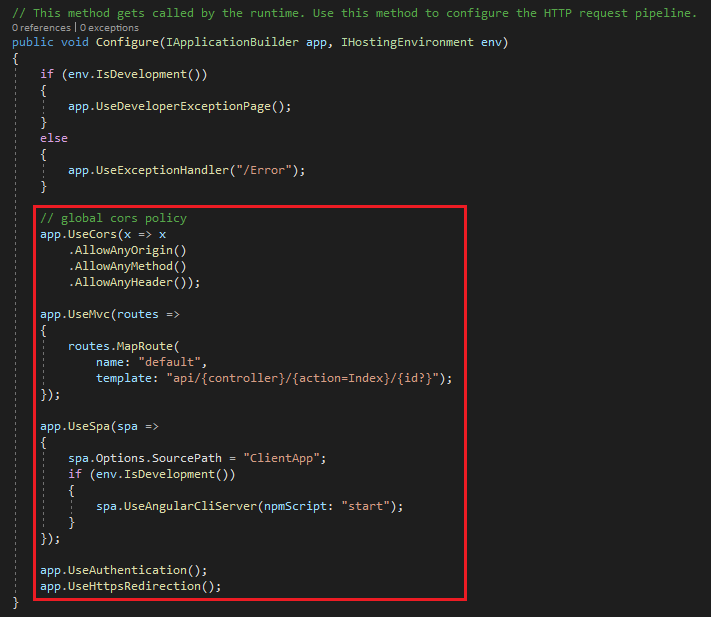 // This method gets called by the runtime. Use this method to configure the HTTP request pipeline.
0 references | 0 exceptions
public void Configure(IApplicationBuilder app, IHostingEnvironment env)
{
    if (env.IsDevelopment())
    {
        app.UseDeveloperExceptionPage();
    }
    else
    {
        app.UseExceptionHandler("/Error");
    }

    // global cors policy
    app.UseCors(x => x
        .AllowAnyOrigin()
        .AllowAnyMethod()
        .AllowAnyHeader());

    app.UseMvc(routes =>
    {
        routes.MapRoute(
            name: "default",
            template: "api/{controller}/{action=Index}/{id?}");
    });

    app.UseSpa(spa =>
    {
        spa.Options.SourcePath = "ClientApp";
        if (env.IsDevelopment())
        {
            spa.UseAngularCliServer(npmScript: "start");
        }
    });

    app.UseAuthentication();
    app.UseHttpsRedirection();
}